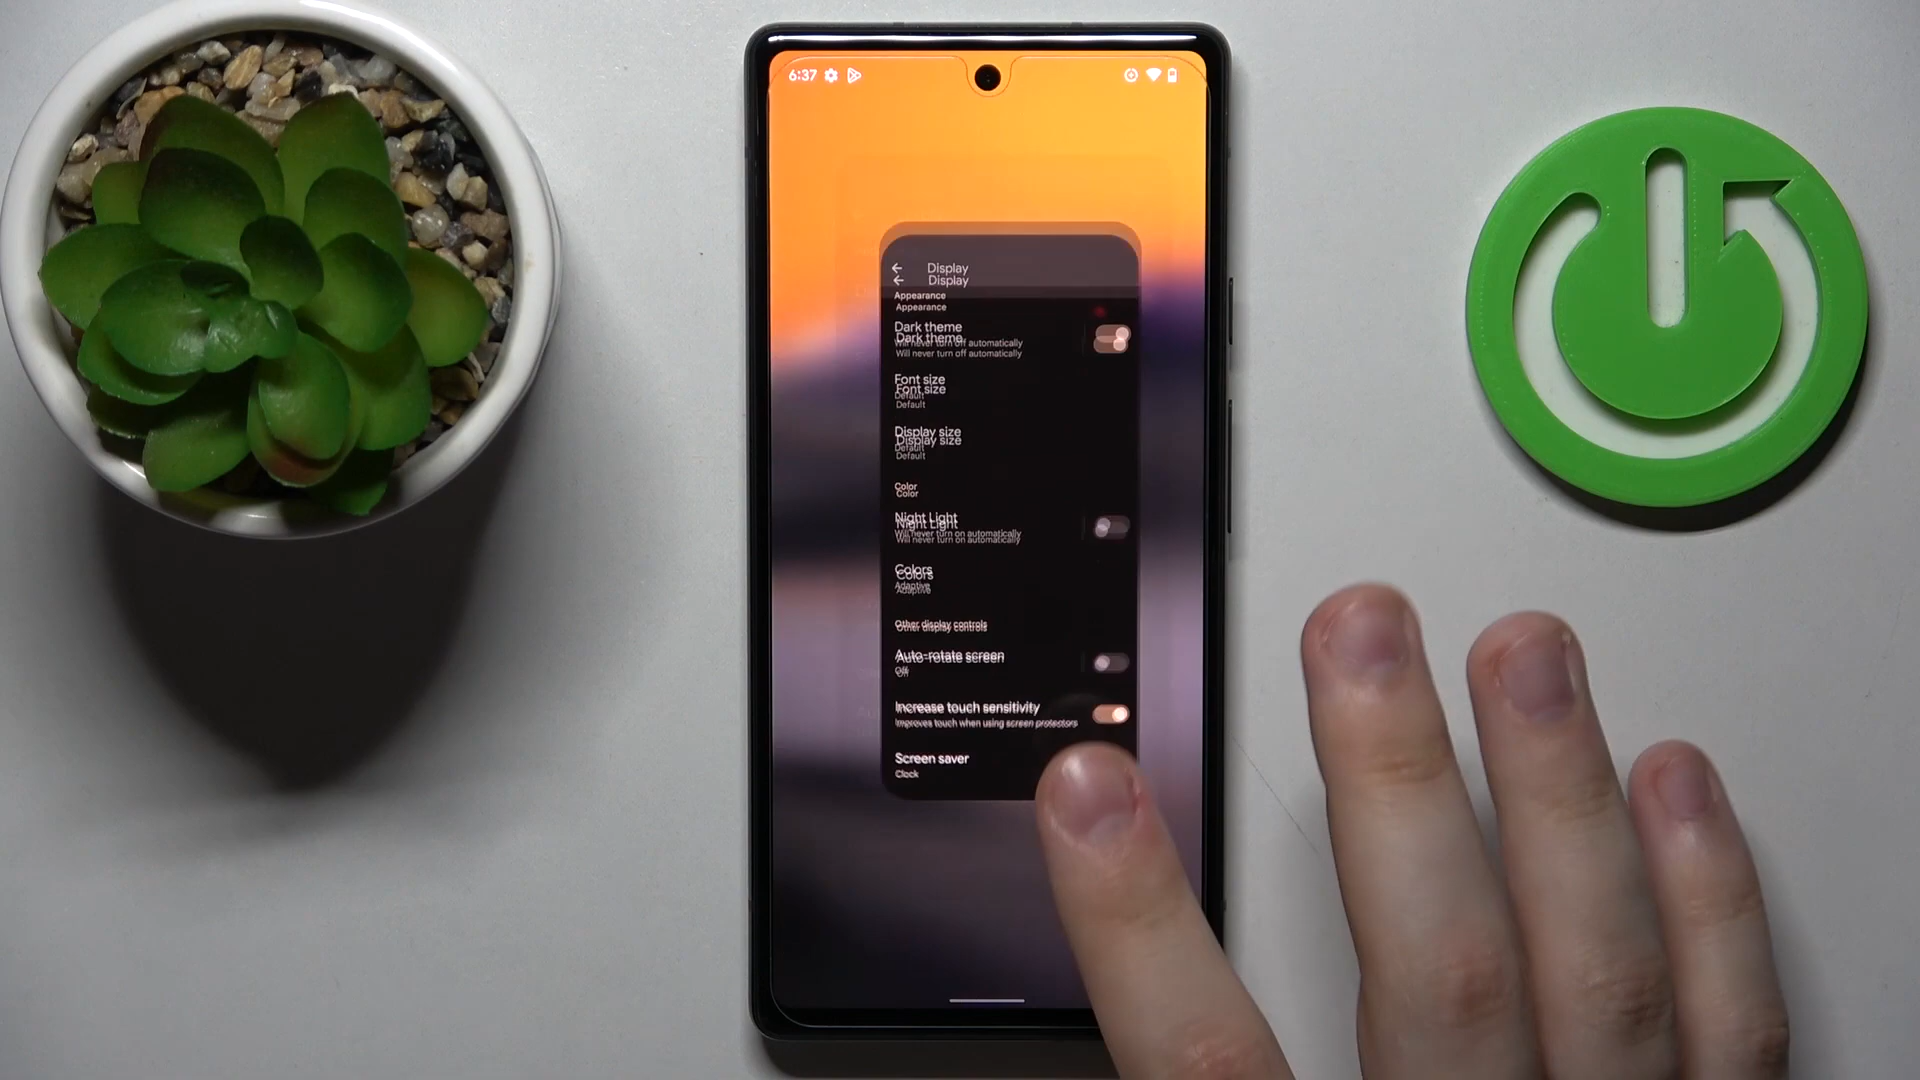 6:37
Display
Appearance
Dark theme
Will never turn off automatically
Font size
Default
Display size
Default
Color
Night Light
Will never turn on automatically
Colors
Adaptive
Other display controls
Auto-rotate screen
Off
Increase touch sensitivity
Improves touch when using screen protectors
Screen saver
Clock